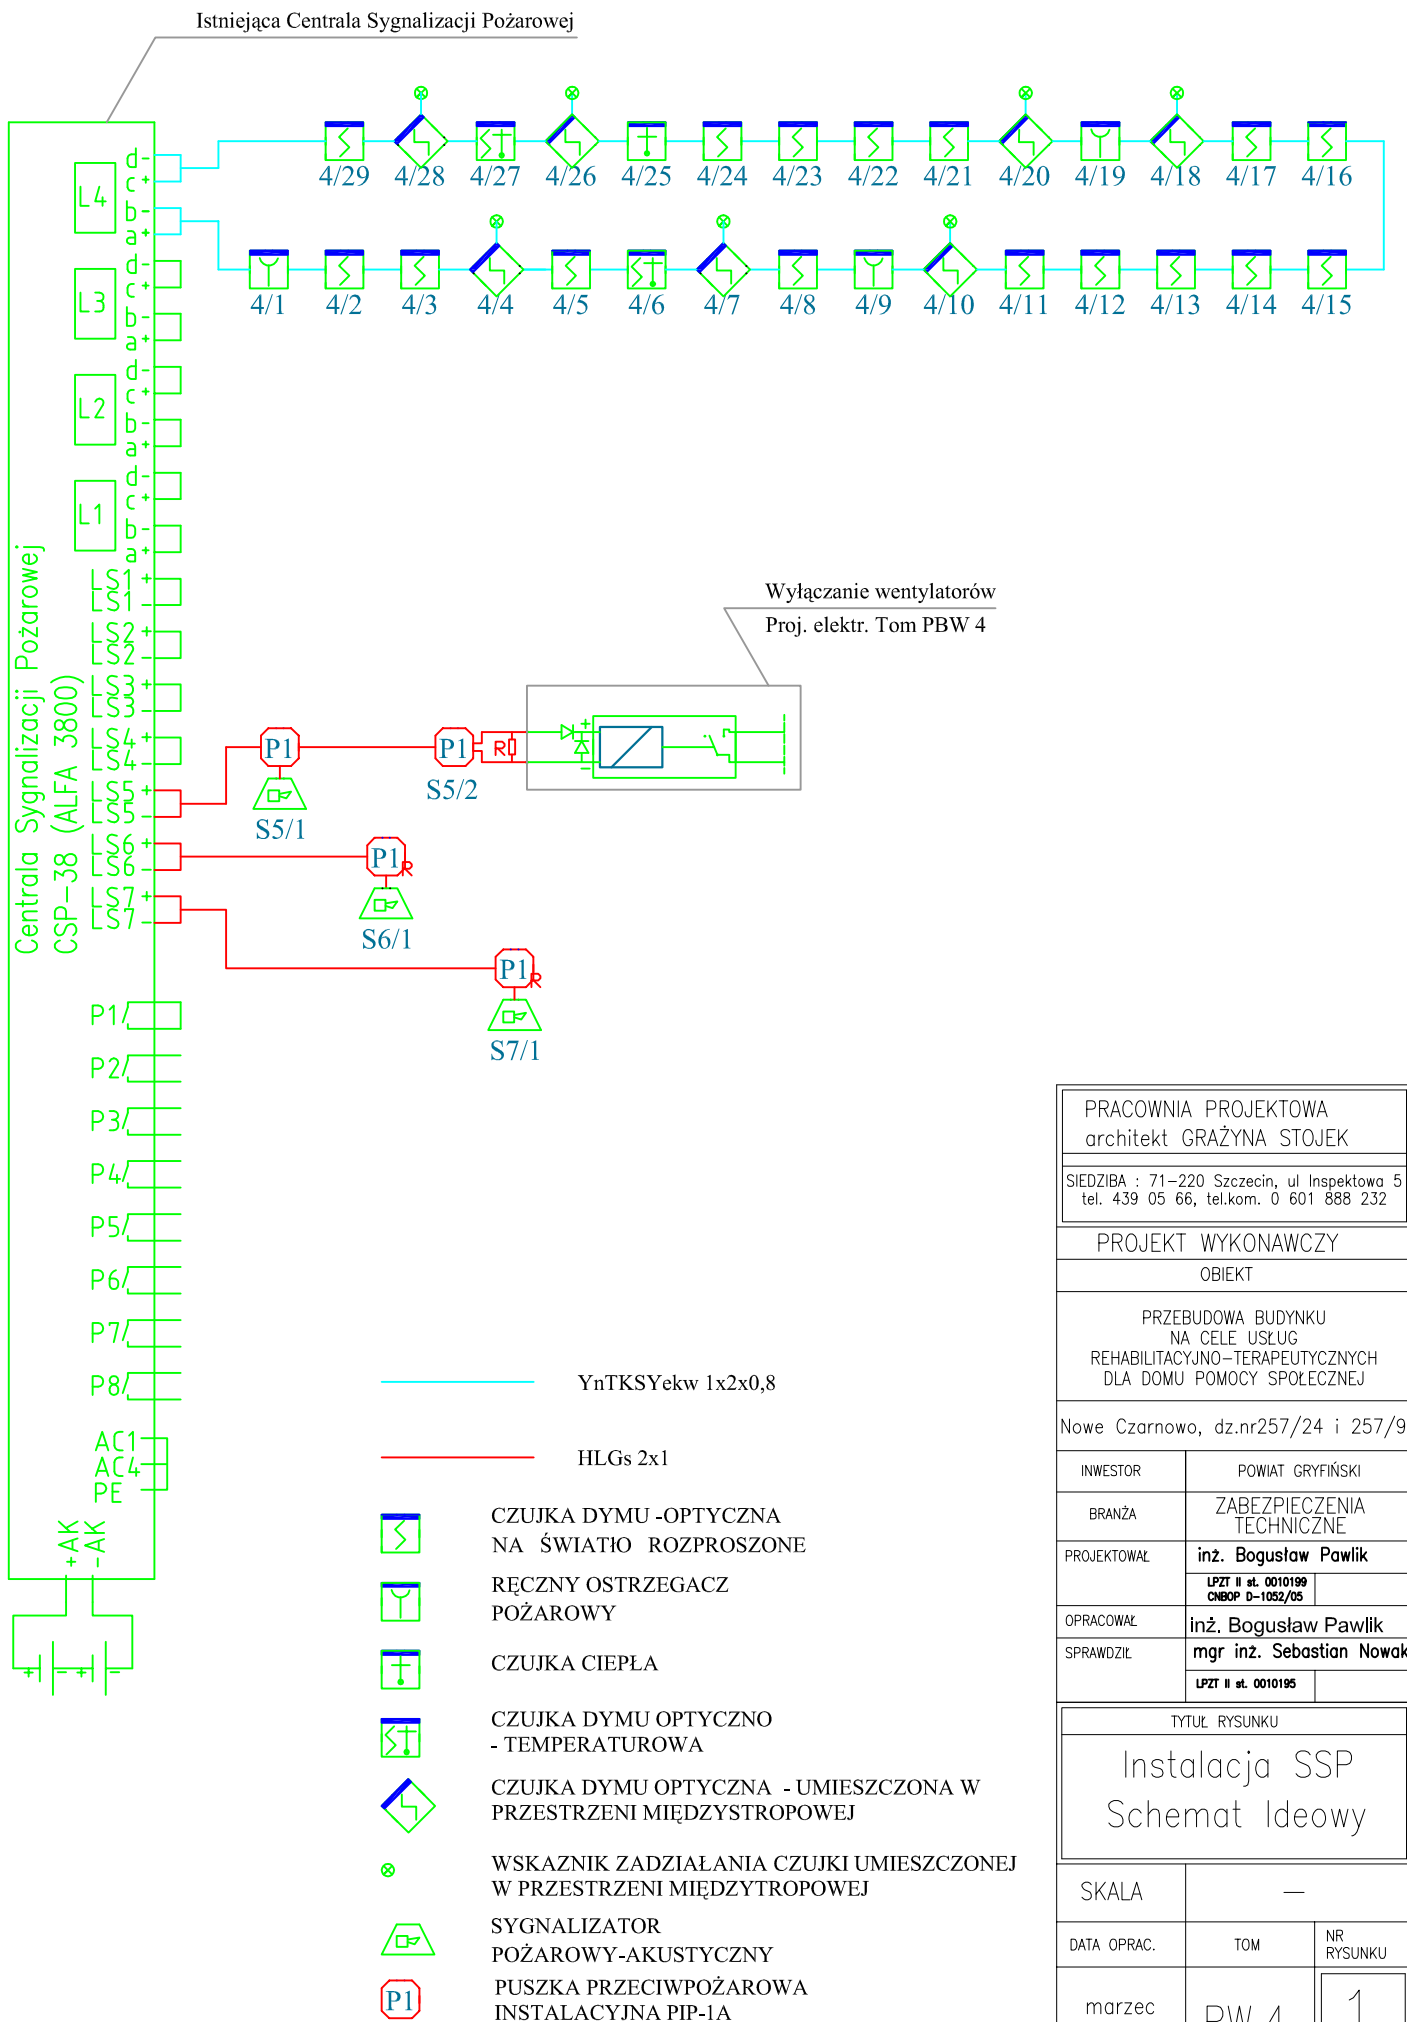 Istniejąca Centrala Sygnalizacji Pożarowej
4/29 4/28 4/27 4/26 4/25 4/24 4/23 4/22 4/21 4/20 4/19 4/18 4/17 4/16
4/1 4/2 4/3 4/4 4/5 4/6 4/7 4/8 4/9 4/10 4/11 4/12 4/13 4/14 4/15
L4
d-
c+
b-
a+
L3
d-
c+
b-
a+
L2
d-
c+
b-
a+
L1
d-
c+
b-
a+
LS1 +
LS1 -
LS2 +
LS2 -
LS3 +
LS3 -
LS4 +
LS4 -
LS5 +
LS5 -
LS6 +
LS6 -
LS7 +
LS7 -
Centrala Sygnalizacji Pożarowej
CSP-38 (ALFA 3800)
Wyłączanie wentylatorów
Proj. elektr. Tom PBW 4
P1
S5/1
P1
S5/2
R
+
-
P1
R
S6/1
P1
R
S7/1
P1/
P2/
P3/
P4/
P5/
P6/
P7/
P8/
AC1
AC4
PE
+AK
-AK
+ - + -
YnTKSYekw 1x2x0,8
HLGs 2x1
CZUJKA DYMU -OPTYCZNA
NA ŚWIATłO ROZPROSZONE
RĘCZNY OSTRZEGACZ
POŻAROWY
CZUJKA CIEPŁA
CZUJKA DYMU OPTYCZNO
- TEMPERATUROWA
CZUJKA DYMU OPTYCZNA - UMIESZCZONA W
PRZESTRZENI MIĘDZYSTROPOWEJ
WSKAZNIK ZADZIAŁANIA CZUJKI UMIESZCZONEJ
W PRZESTRZENI MIĘDZYTROPOWEJ
SYGNALIZATOR
POŻAROWY-AKUSTYCZNY
P1
PUSZKA PRZECIWPOŻAROWA
INSTALACYJNA PIP-1A
PRACOWNIA PROJEKTOWA
architekt GRAŻYNA STOJEK
SIEDZIBA : 71-220 Szczecin, ul Inspektowa 5
tel. 439 05 66, tel.kom. 0 601 888 232
PROJEKT WYKONAWCZY
OBIEKT
PRZEBUDOWA BUDYNKU
NA CELE USŁUG
REHABILITACYJNO-TERAPEUTYCZNYCH
DLA DOMU POMOCY SPOŁECZNEJ
Nowe Czarnowo, dz.nr257/24 i 257/9
INWESTOR POWIAT GRYFIŃSKI
BRANŻA ZABEZPIECZENIA
TECHNICZNE
PROJEKTOWAŁ inż. Bogusław Pawlik
LPZT II st. 0010199
CNBOP D-1052/05
OPRACOWAŁ inż. Bogusław Pawlik
SPRAWDZIŁ mgr inż. Sebastian Nowak
LPZT II st. 0010195
TYTUŁ RYSUNKU
Instalacja SSP
Schemat Ideowy
SKALA —
DATA OPRAC. TOM NR
RYSUNKU
marzec PW 4 1